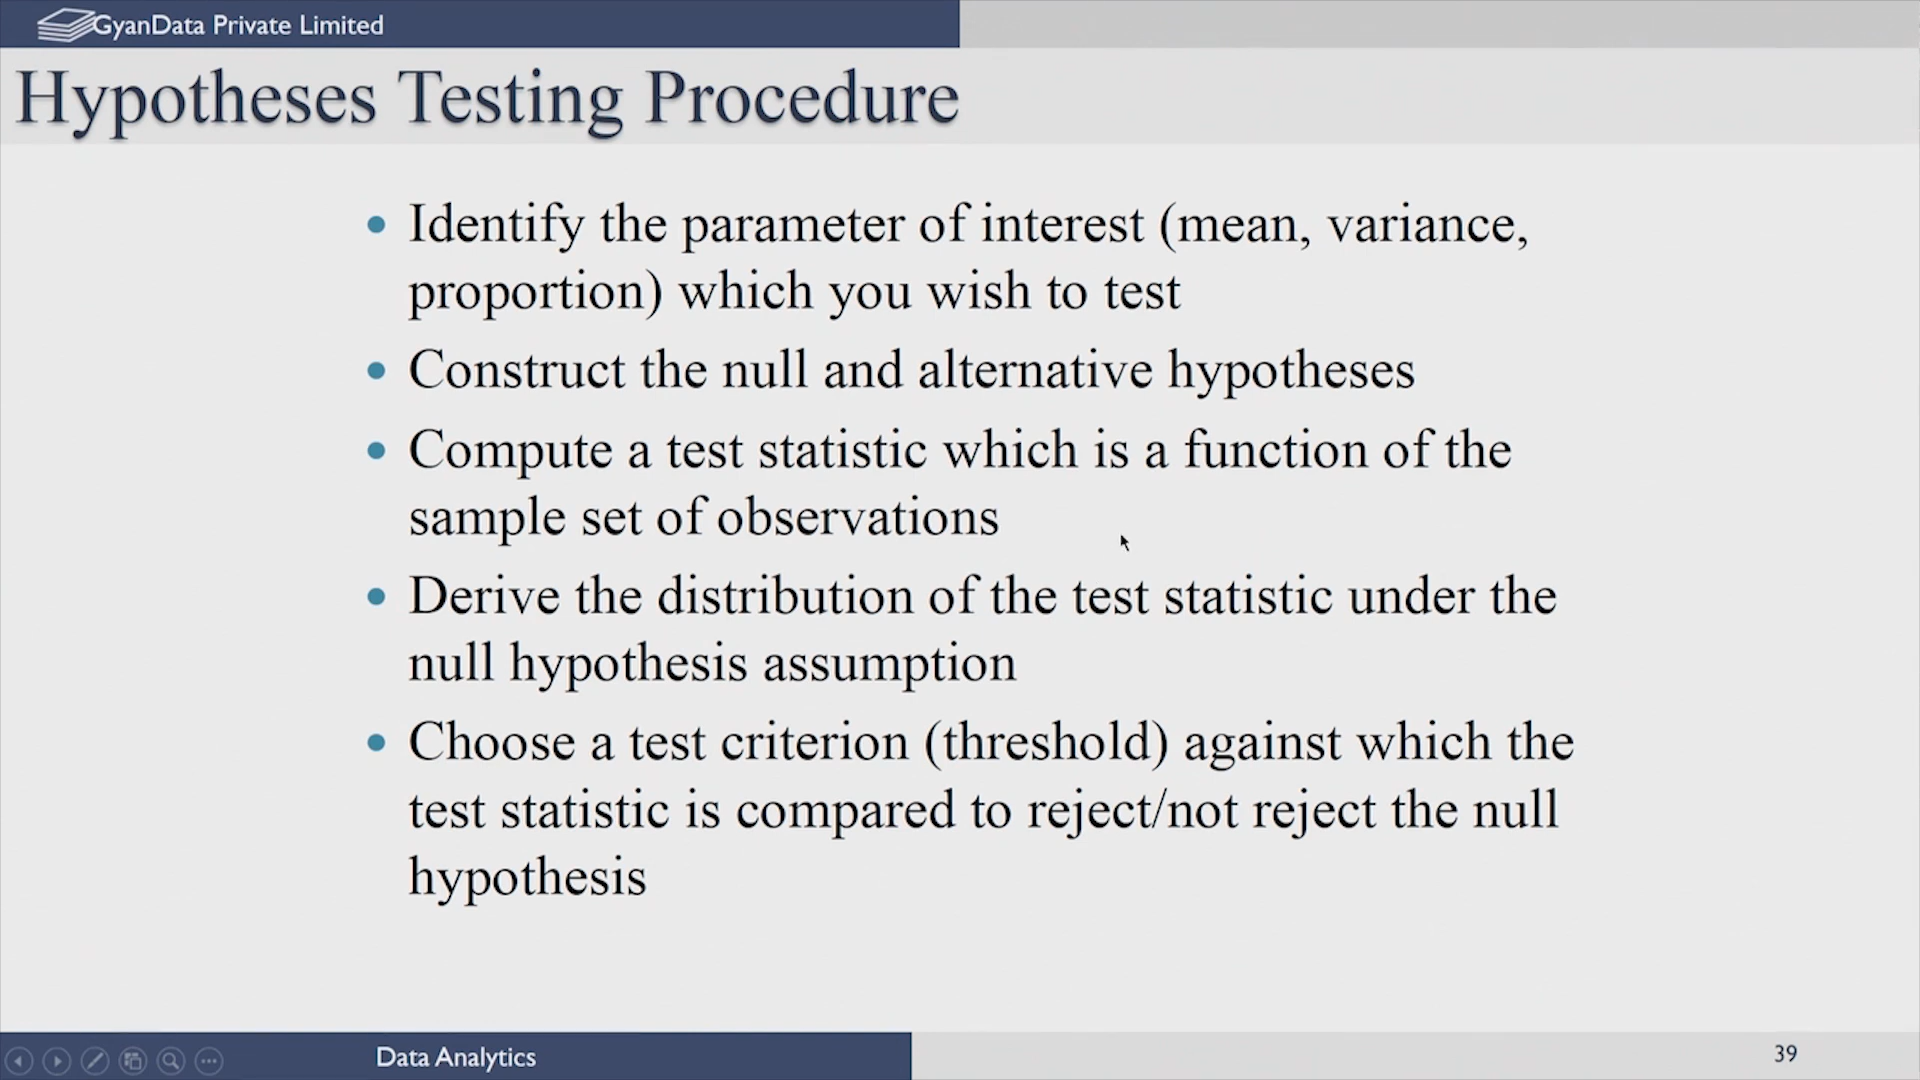 GyanData Private Limited
Hypotheses Testing Procedure
• Identify the parameter of interest (mean, variance,
proportion) which you wish to test
• Construct the null and alternative hypotheses
• Compute a test statistic which is a function of the
sample set of observations
• Derive the distribution of the test statistic under the
null hypothesis assumption
• Choose a test criterion (threshold) against which the
test statistic is compared to reject/not reject the null
hypothesis
Data Analytics
39